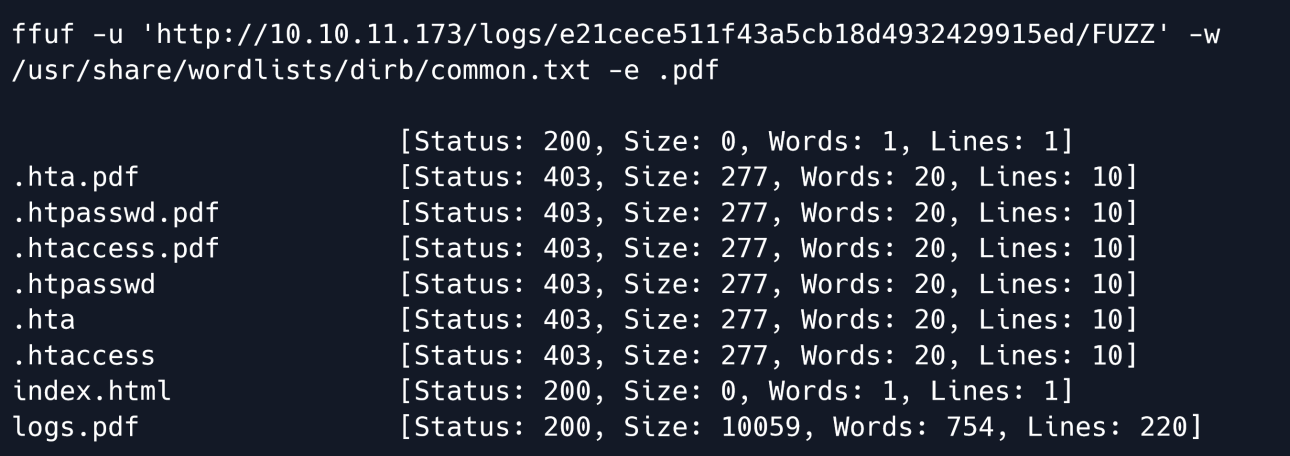 ffuf -u 'http://10.10.11.173/logs/e21cece511f43a5cb18d4932429915ed/FUZZ' -w
/usr/share/wordlists/dirb/common.txt -e .pdf
[Status: 200, Size: 0, Words: 1, Lines: 1]
.hta.pdf [Status: 403, Size: 277, Words: 20, Lines: 10]
.htpasswd.pdf [Status: 403, Size: 277, Words: 20, Lines: 10]
.htaccess.pdf [Status: 403, Size: 277, Words: 20, Lines: 10]
.htpasswd [Status: 403, Size: 277, Words: 20, Lines: 10]
.hta [Status: 403, Size: 277, Words: 20, Lines: 10]
.htaccess [Status: 403, Size: 277, Words: 20, Lines: 10]
index.html [Status: 200, Size: 0, Words: 1, Lines: 1]
logs.pdf [Status: 200, Size: 10059, Words: 754, Lines: 220]